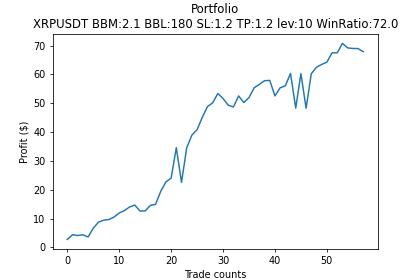 Portfolio
XRPUSDT BBM:2.1 BBL:180 SL:1.2 TP:1.2 lev:10 WinRatio:72.0
70
60
50
40
30
20
10
0
Profit ($)
0 10 20 30 40 50
Trade counts